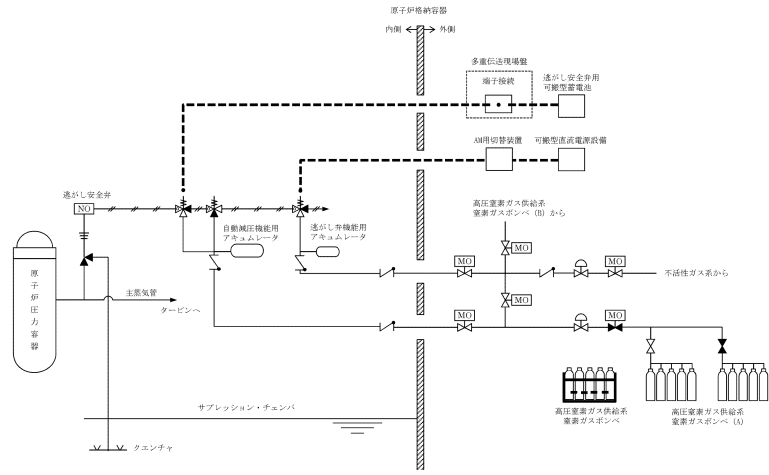 原子炉格納容器
内側
外側
多重伝送現場盤
端子接続
逃がし安全弁用
可搬型蓄電池
AM用切替装置
可搬型直流電源設備
逃がし安全弁
NO
高圧窒素ガス供給系
窒素ガスボンベ（B）から
自動減圧機能用
アキュムレータ
逃がし弁機能用
アキュムレータ
MO
MO
MO
不活性ガス系から
原子炉圧力容器
主蒸気管
タービンへ
MO
MO
MO
高圧窒素ガス供給系
窒素ガスボンベ
高圧窒素ガス供給系
窒素ガスボンベ（A）
サプレッション・チェンバ
クエンチャ